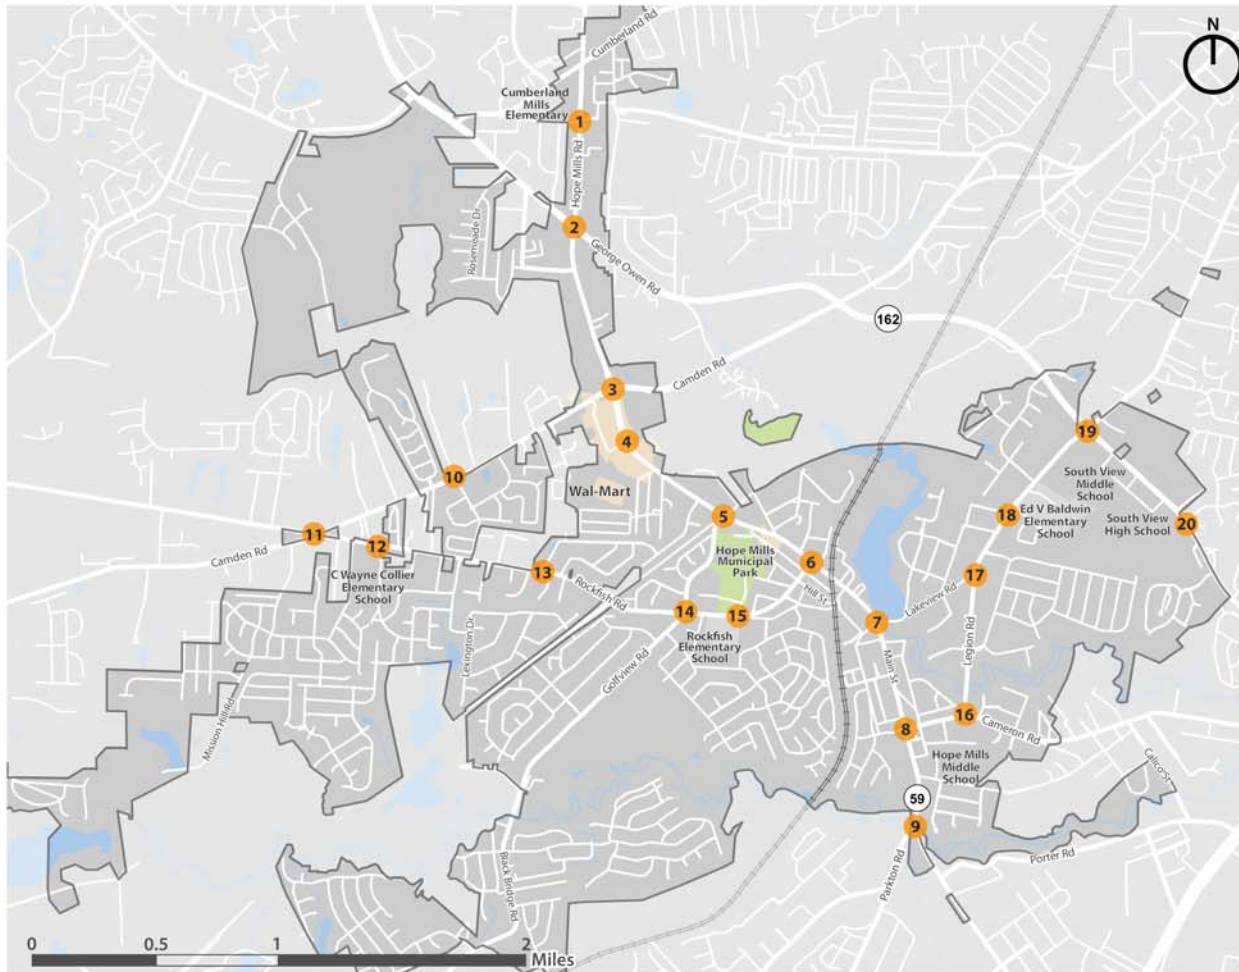 N
Cumberland Rd
Cumberland
Mills
Elementary
1
Hope Mills Rd
Rosemeade Dr
2
George Owen Rd
162
3
Camden Rd
4
19
10
Wal-Mart
South View
Middle
School
5
18
Ed V Baldwin
Elementary
School
South View
High School
20
11
12
Camden Rd
C Wayne Collier
Elementary
School
13
Rockfish Rd
Hope Mills
Municipal
Park
6
Hill St
17
Lakeview Rd
14
15
7
Rockfish
Elementary
School
Lexington Dr
Golfview Rd
Main St
Legion Rd
Mission Hill Rd
8
16
Cameron Rd
Hope Mills
Middle
School
Calico St
59
9
Porter Rd
Parkton Rd
Black Bridge Rd
0
0.5
1
2
Miles